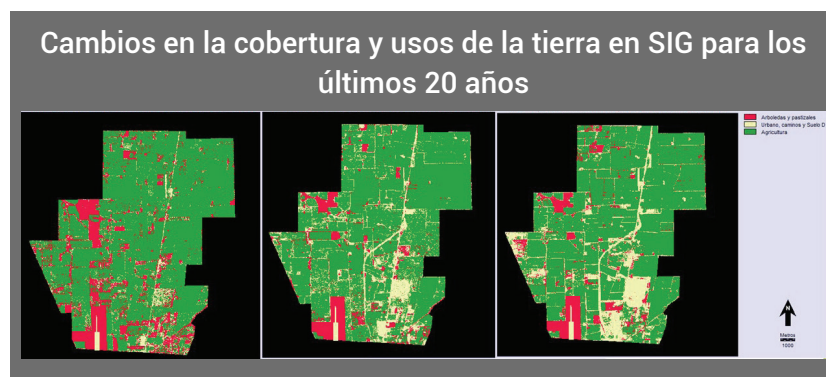 Cambios en la cobertura y usos de la tierra en SIG para los
últimos 20 años
Arboledas y pastizales
Urbano, caminos y Suelo D
Agricultura
N
Metros
1000